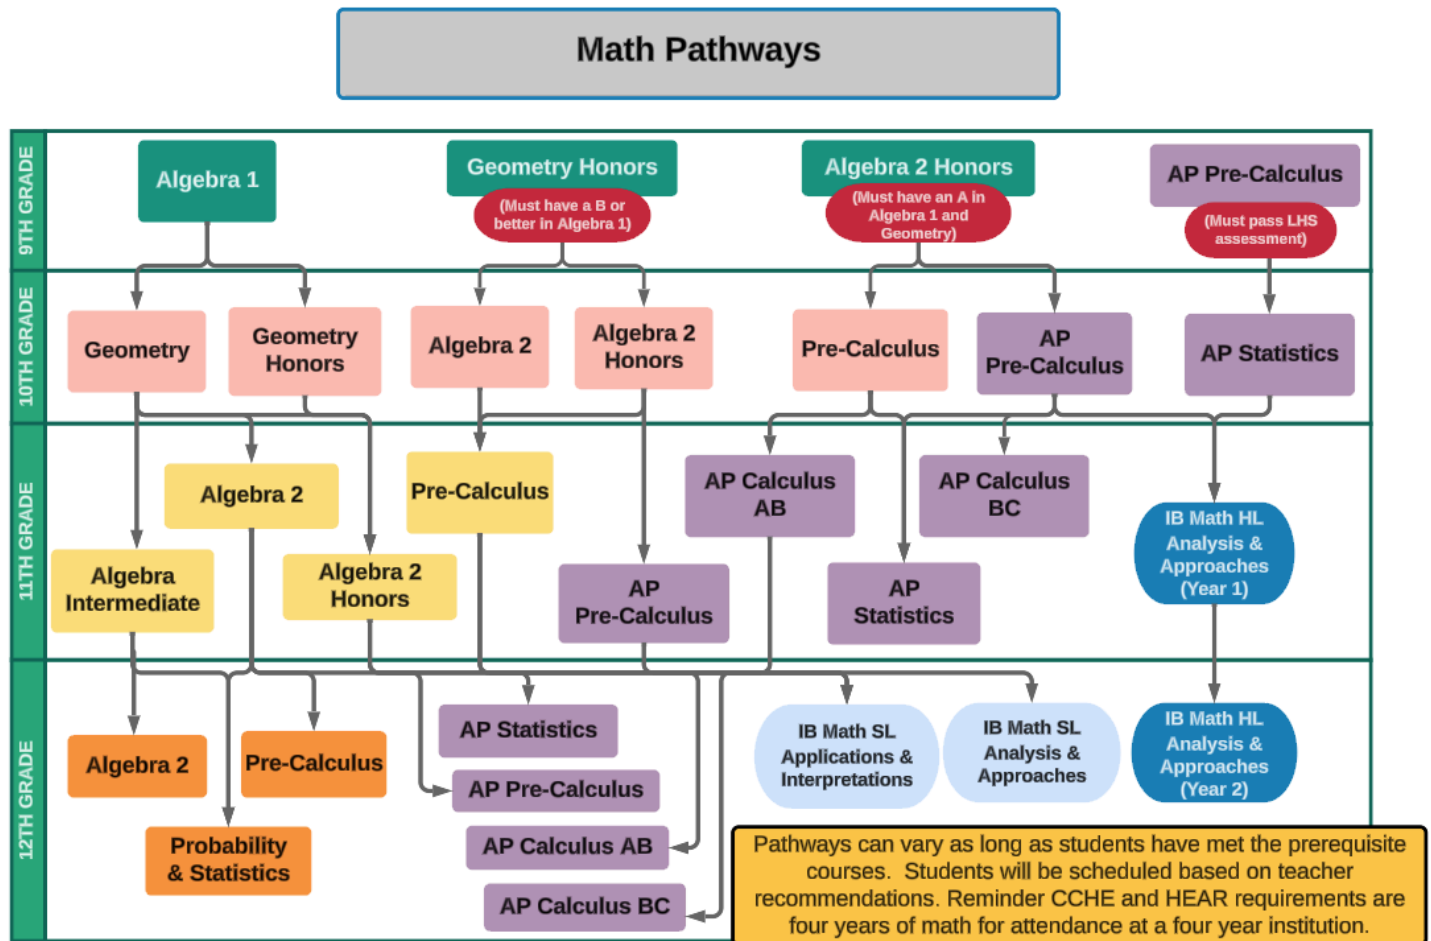 Math Pathways
9TH GRADE
Algebra 1
Geometry Honors
(Must have a B or
better in Algebra 1)
Algebra 2 Honors
(Must have an A in
Algebra 1 and
Geometry)
AP Pre-Calculus
(Must pass LHS
assessment)
10TH GRADE
Geometry
Geometry
Honors
Algebra 2
Algebra 2
Honors
Pre-Calculus
AP
Pre-Calculus
AP Statistics
11TH GRADE
Algebra
Intermediate
Algebra 2
Algebra 2
Honors
Pre-Calculus
AP
Pre-Calculus
AP Calculus
AB
AP
Statistics
AP Calculus
BC
IB Math HL
Analysis &
Approaches
(Year 1)
12TH GRADE
Algebra 2
Probability
& Statistics
Pre-Calculus
AP Statistics
AP Pre-Calculus
AP Calculus AB
AP Calculus BC
IB Math SL
Applications &
Interpretations
IB Math SL
Analysis &
Approaches
IB Math HL
Analysis &
Approaches
(Year 2)
Pathways can vary as long as students have met the prerequisite
courses. Students will be scheduled based on teacher
recommendations. Reminder CCHE and HEAR requirements are
four years of math for attendance at a four year institution.